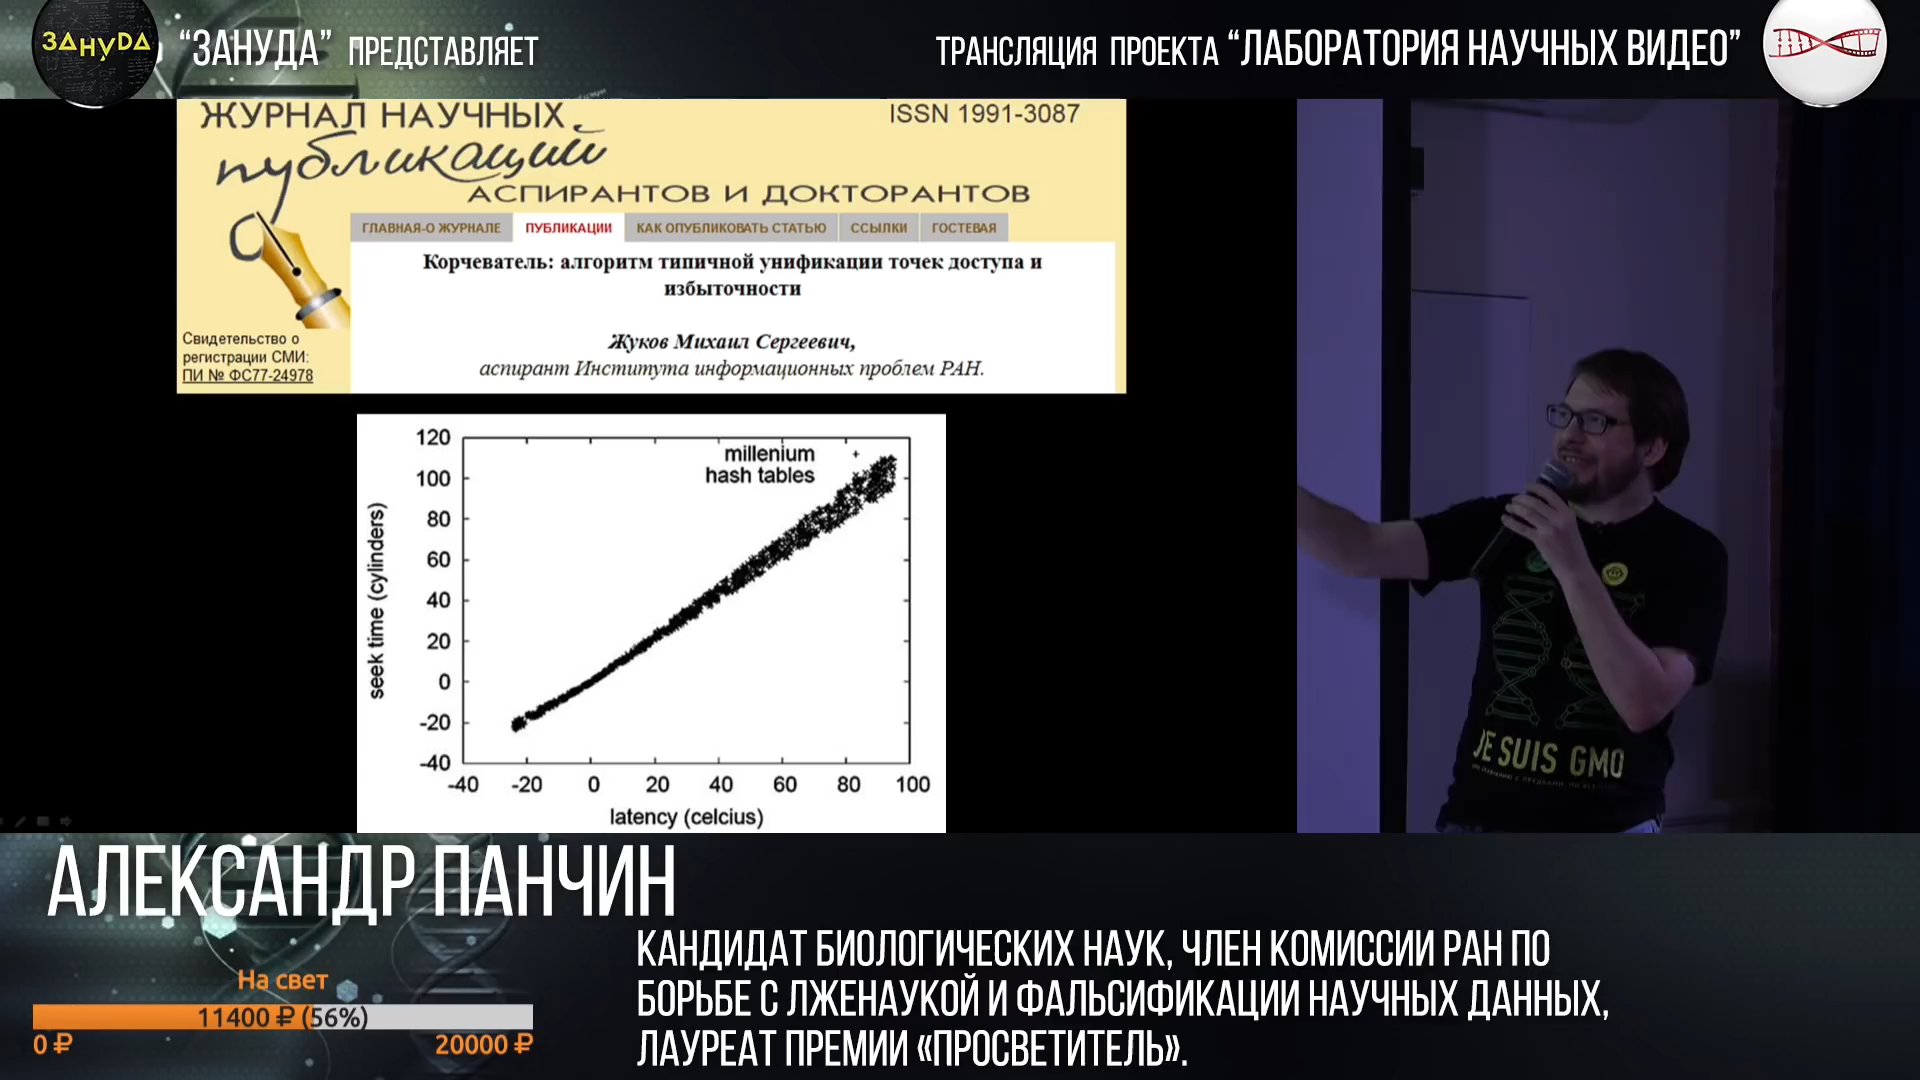 ЗАНУДА
“ЗАНУДА” ПРЕДСТАВЛЯЕТ
ТРАНСЛЯЦИЯ ПРОЕКТА “ЛАБОРАТОРИЯ НАУЧНЫХ ВИДЕО”
ЖУРНАЛ НАУЧНЫХ
публикаций
АСПИРАНТОВ И ДОКТОРАНТОВ
ISSN 1991-3087
ГЛАВНАЯ-О ЖУРНАЛЕ ПУБЛИКАЦИИ КАК ОПУБЛИКОВАТЬ СТАТЬЮ ССЫЛКИ ГОСТЕВАЯ
Корчеватель: алгоритм типичной унификации точек доступа и
избыточности
Жуков Михаил Сергеевич,
аспирант Института информационных проблем РАН.
Свидетельство о
регистрации СМИ:
ПИ № ФС77-24978
millenium
hash tables
120
100
80
60
40
20
0
-20
-40
seek time (cylinders)
-40 -20 0 20 40 60 80 100
latency (celcius)
JE SUIS GMO
АЛЕКСАНДР ПАНЧИН
КАНДИДАТ БИОЛОГИЧЕСКИХ НАУК, ЧЛЕН КОМИССИИ РАН ПО
БОРЬБЕ С ЛЖЕНАУКОЙ И ФАЛЬСИФИКАЦИИ НАУЧНЫХ ДАННЫХ,
ЛАУРЕАТ ПРЕМИИ «ПРОСВЕТИТЕЛЬ».
На свет
11400 ₽ (56%)
0 ₽ 20000 ₽